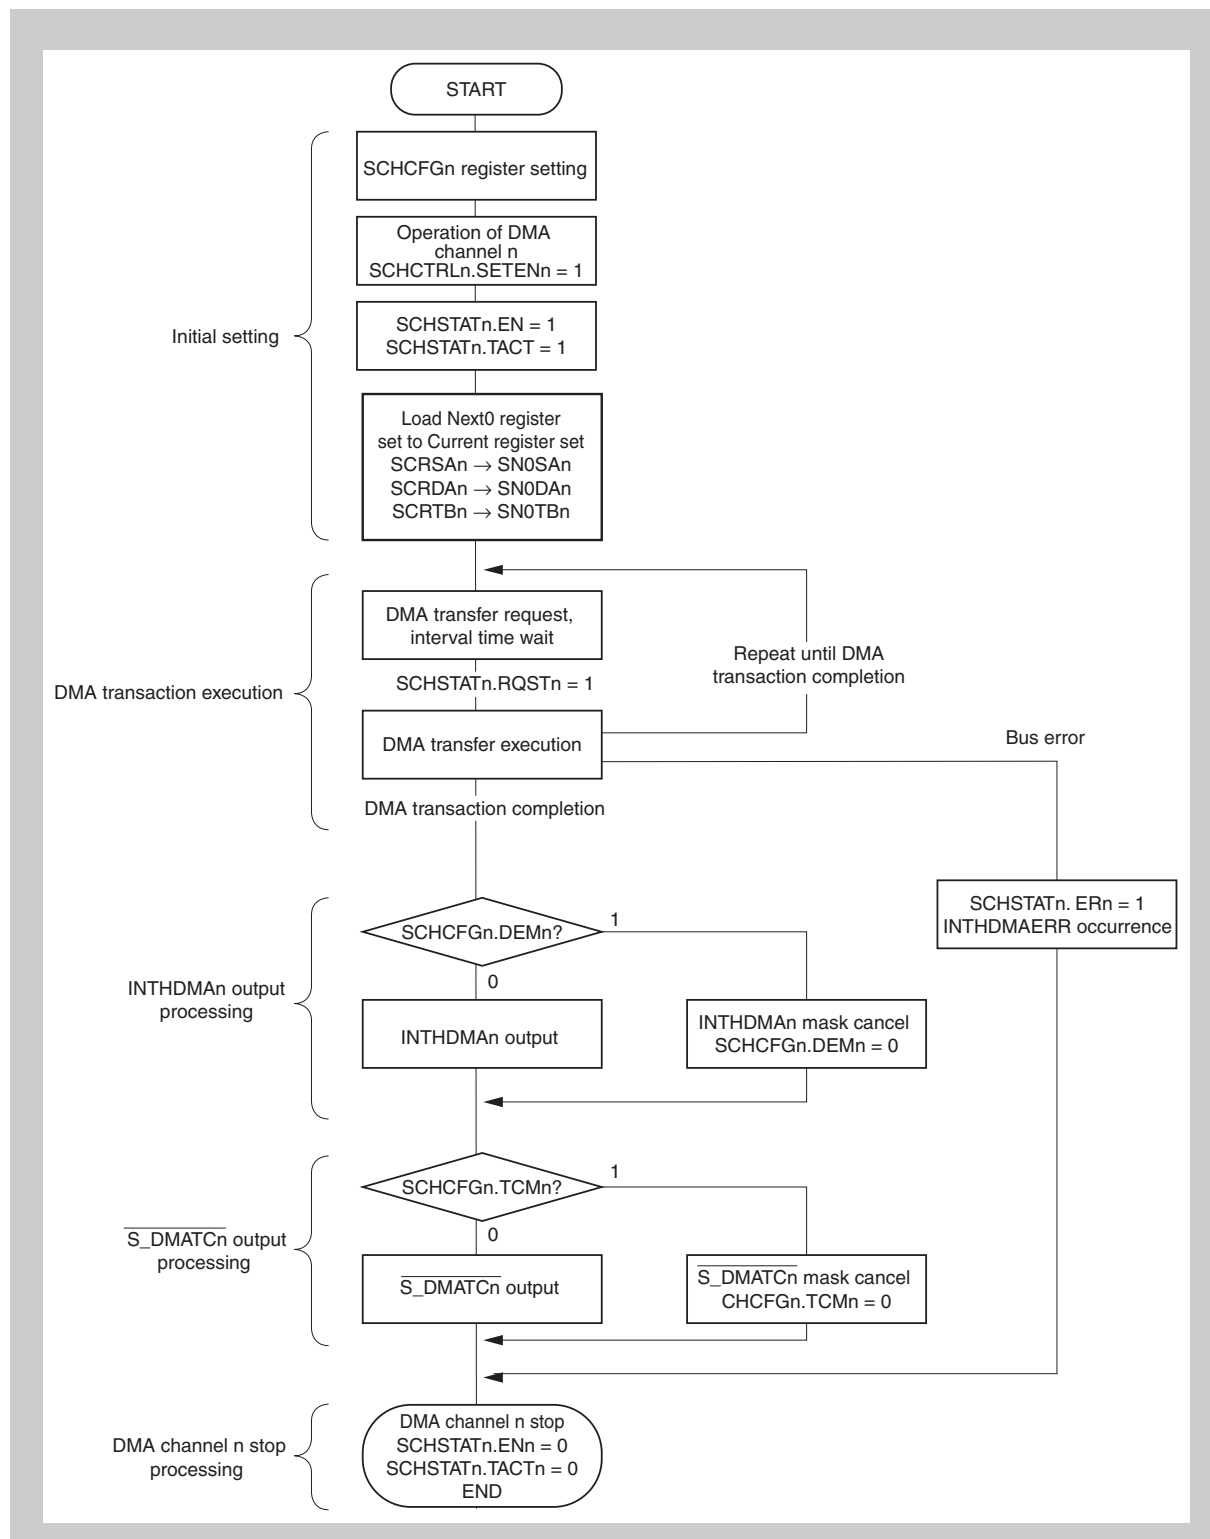 START
SCHCFGn register setting
Operation of DMA
channel n
SCHCTRLn.SETENn = 1
SCHSTATn.EN = 1
SCHSTATn.TACT = 1
Initial setting
Load Next0 register
set to Current register set
SCRSAn → SN0SAn
SCRDAn → SN0DAn
SCRTBn → SN0TBn
DMA transfer request,
interval time wait
Repeat until DMA
transaction completion
SCHSTATn.RQSTn = 1
DMA transaction execution
DMA transfer execution
Bus error
DMA transaction completion
SCHSTATn. ERn = 1
INTHDMAERR occurrence
SCHCFGn.DEMn?
1
0
INTHDMAn output
processing
INTHDMAn output
INTHDMAn mask cancel
SCHCFGn.DEMn = 0
SCHCFGn.TCMn?
1
0
S_DMATCn output
processing
S_DMATCn output
S_DMATCn mask cancel
CHCFGn.TCMn = 0
DMA channel n stop
processing
DMA channel n stop
SCHSTATn.ENn = 0
SCHSTATn.TACTn = 0
END